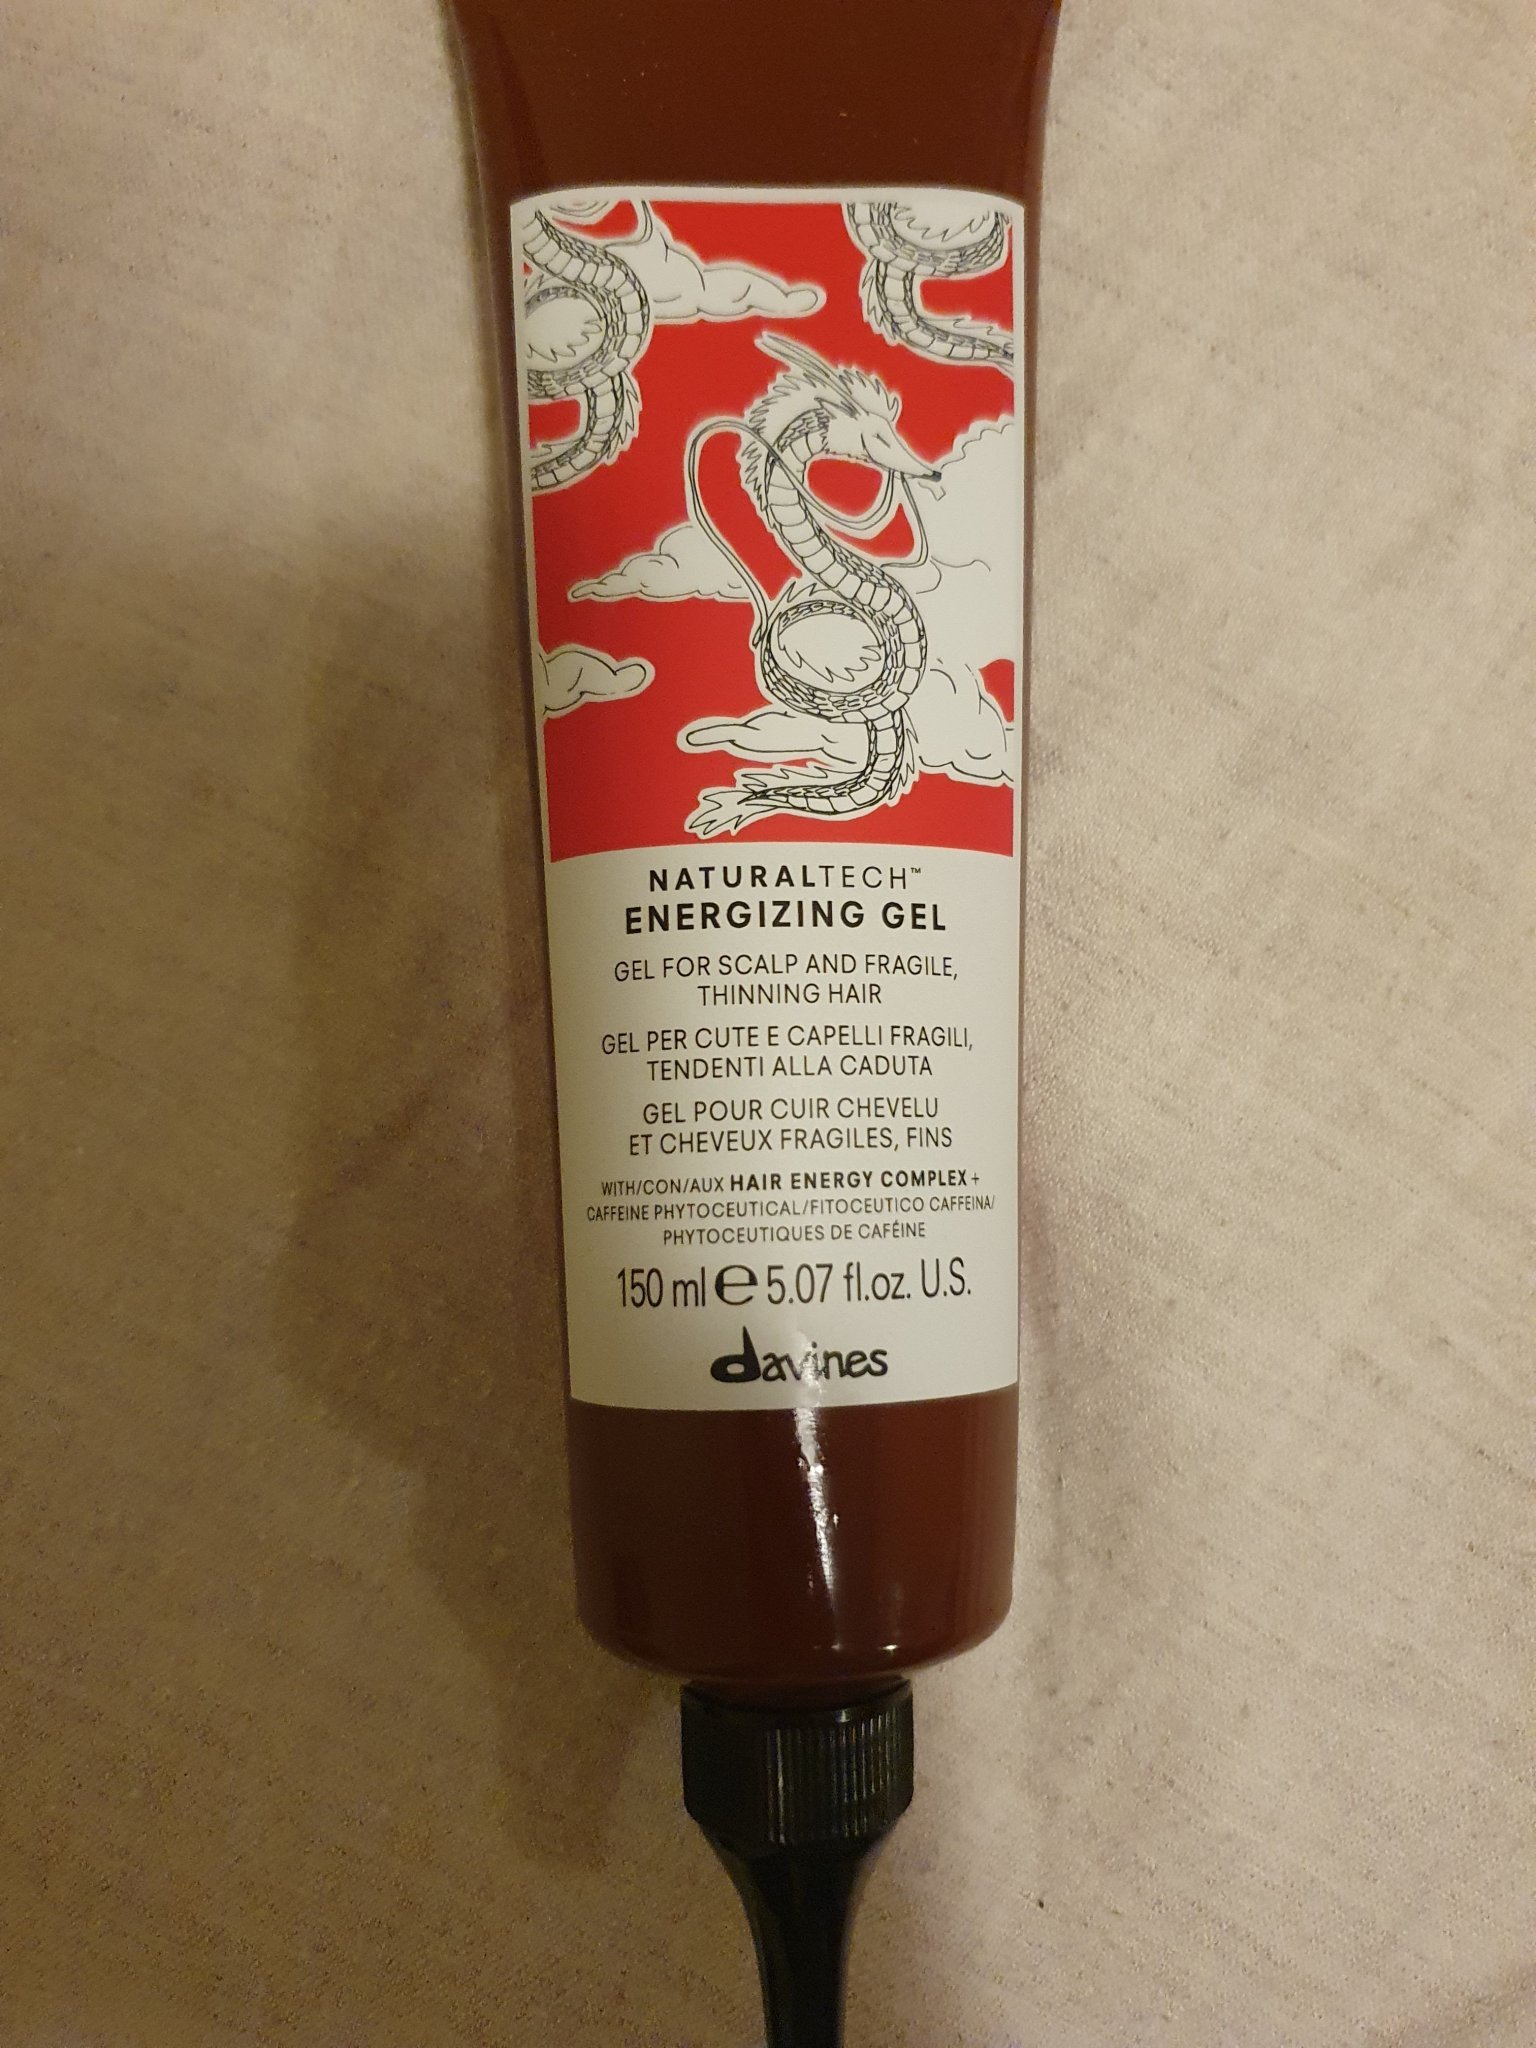 NATURALTECH™
ENERGIZING GEL
GEL FOR SCALP AND FRAGILE,
THINNING HAIR
GEL PER CUTE E CAPELLI FRAGILI,
TENDENTI ALLA CADUTA
GEL POUR CUIR CHEVELU
ET CHEVEUX FRAGILES, FINS
WITH/CON/AUX HAIR ENERGY COMPLEX +
CAFFEINE PHYTOCEUTICAL/FITOCEUTICO CAFFEINA/
PHYTOCEUTIQUES DE CAFÉINE
150 ml ℮ 5.07 fl.oz. U.S.
davines